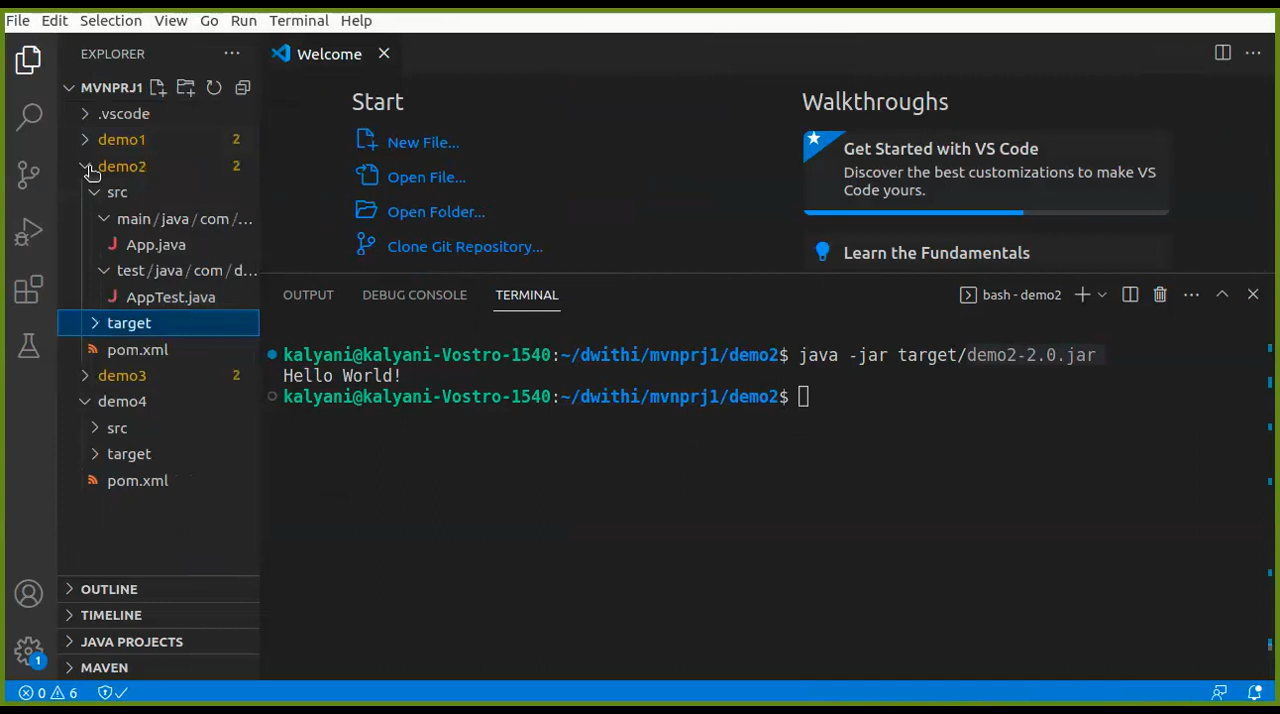 File Edit Selection View Go Run Terminal Help
EXPLORER
MVNPRJ1
.vscode
demo1 2
demo2 2
src
main/java/com/...
App.java
test/java/com/d...
AppTest.java
target
pom.xml
demo3 2
demo4
src
target
pom.xml
OUTLINE
TIMELINE
JAVA PROJECTS
MAVEN
1
Welcome
Start
New File...
Open File...
Open Folder...
Clone Git Repository...
Walkthroughs
Get Started with VS Code
Discover the best customizations to make VS
Code yours.
Learn the Fundamentals
OUTPUT DEBUG CONSOLE TERMINAL
bash - demo2
kalyani@kalyani-Vostro-1540:~/dwithi/mvnprj1/demo2$ java -jar target/demo2-2.0.jar
Hello World!
kalyani@kalyani-Vostro-1540:~/dwithi/mvnprj1/demo2$
0 6